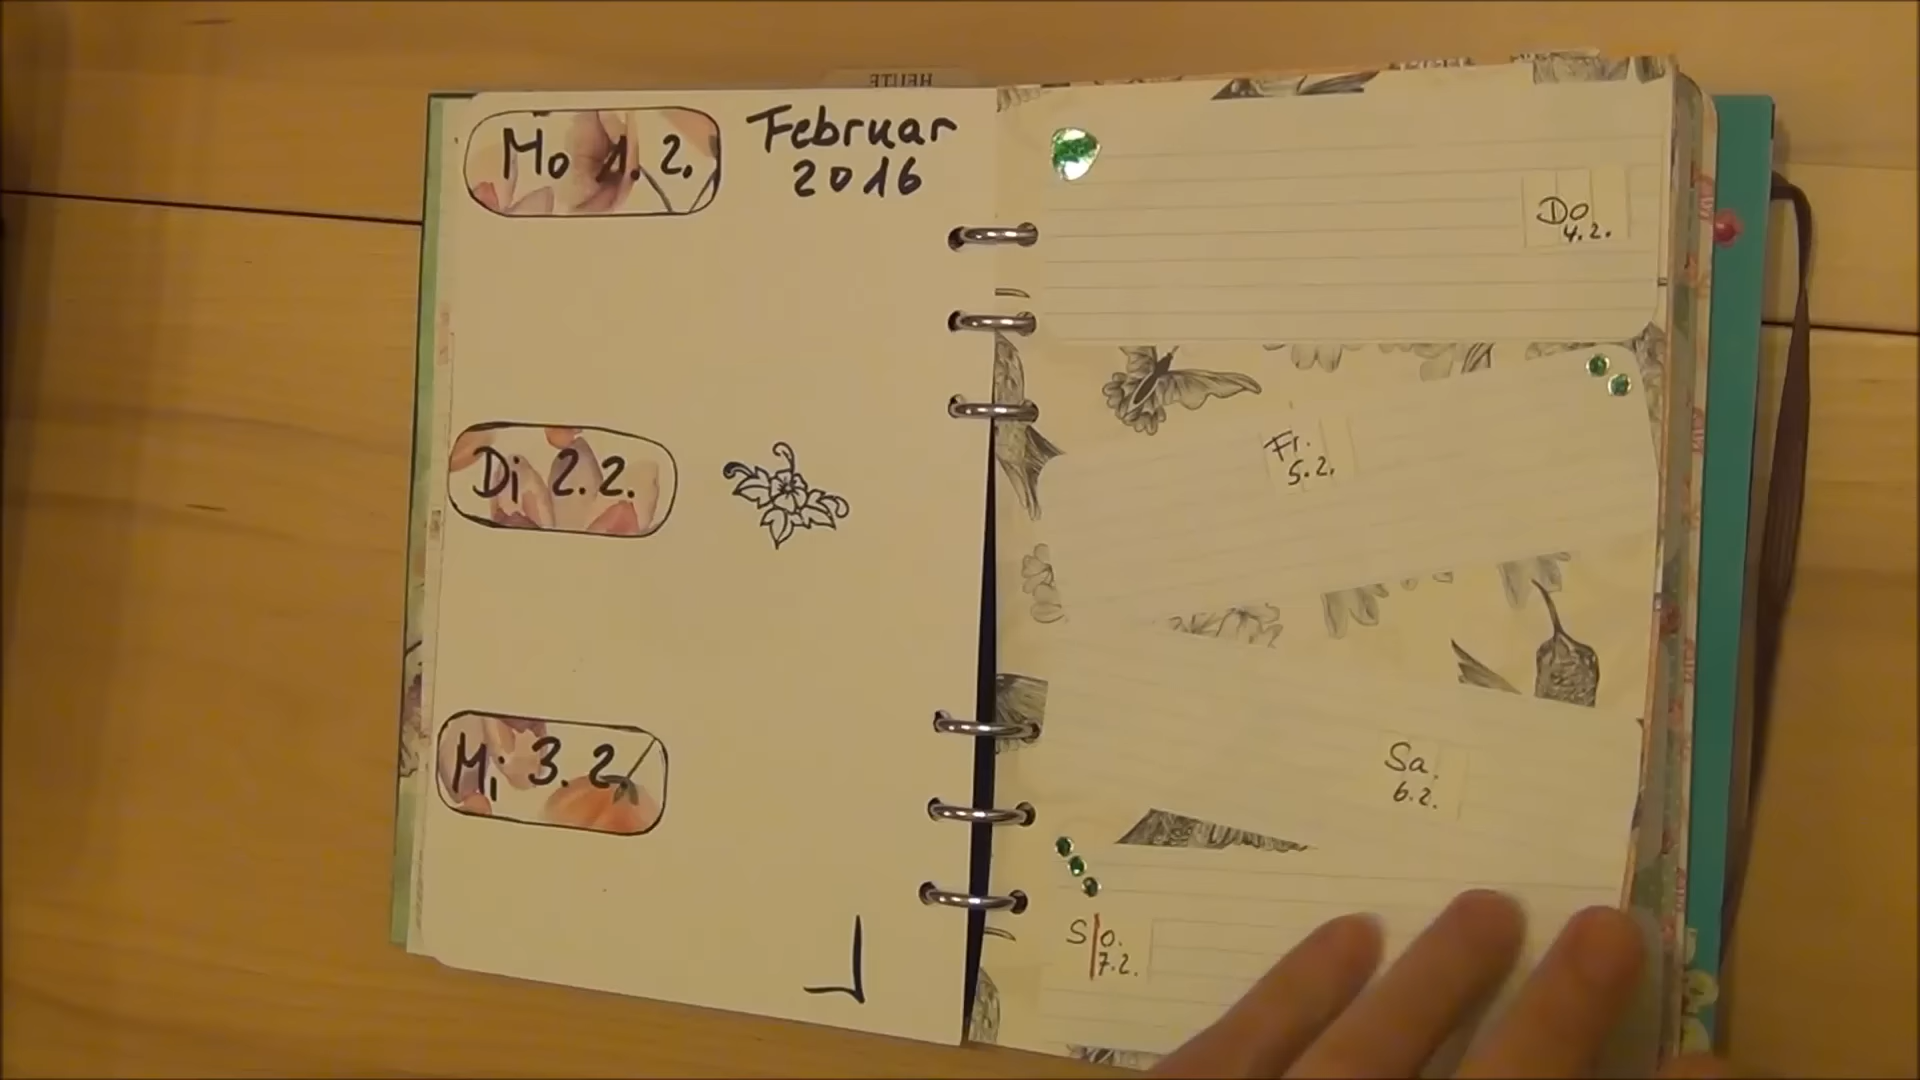 HEUTE
Mo 1. 2.
Februar
2016
Di 2. 2.
Mi 3. 2.
Do
4.2.
Fr.
5.2.
Sa.
6.2.
So.
7.2.